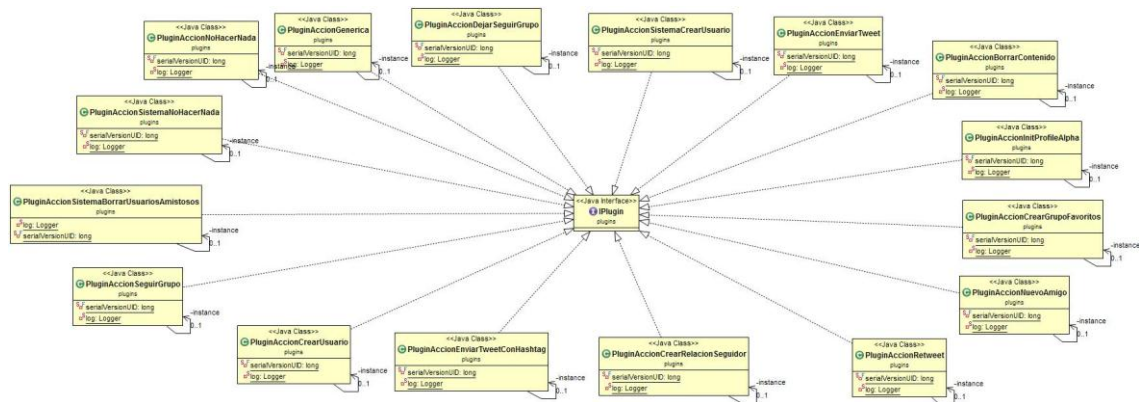 <<Java Class>>
PluginAccionNoHacerNada
plugins
serialVersionUID: long
log: Logger
-instance
0..1
<<Java Class>>
PluginAccionGenerica
plugins
serialVersionUID: long
log: Logger
-instance
0..1
<<Java Class>>
PluginAccionDejarSeguirGrupo
plugins
serialVersionUID: long
log: Logger
-instance
0..1
<<Java Class>>
PluginAccionSistemaCrearUsuario
plugins
serialVersionUID: long
log: Logger
-instance
0..1
<<Java Class>>
PluginAccionEnviarTweet
plugins
serialVersionUID: long
log: Logger
-instance
0..1
<<Java Class>>
PluginAccionBorrarContenido
plugins
serialVersionUID: long
log: Logger
-instance
0..1
<<Java Class>>
PluginAccionSistemaNoHacerNada
plugins
serialVersionUID: long
log: Logger
-instance
0..1
<<Java Class>>
PluginAccionInitProfileAlpha
plugins
serialVersionUID: long
log: Logger
-instance
0..1
<<Java Class>>
PluginAccionSistemaBorrarUsuariosAmistosos
plugins
log: Logger
serialVersionUID: long
-instance
0..1
<<Java Interface>>
IPlugin
plugins
<<Java Class>>
PluginAccionCrearGrupoFavoritos
plugins
serialVersionUID: long
log: Logger
-instance
0..1
<<Java Class>>
PluginAccionSeguirGrupo
plugins
serialVersionUID: long
log: Logger
-instance
0..1
<<Java Class>>
PluginAccionNuevoAmigo
plugins
serialVersionUID: long
log: Logger
-instance
0..1
<<Java Class>>
PluginAccionCrearUsuario
plugins
serialVersionUID: long
log: Logger
-instance
0..1
<<Java Class>>
PluginAccionEnviarTweetConHashtag
plugins
serialVersionUID: long
log: Logger
-instance
0..1
<<Java Class>>
PluginAccionCrearRelacionSeguidor
plugins
serialVersionUID: long
log: Logger
-instance
0..1
<<Java Class>>
PluginAccionRetweet
plugins
serialVersionUID: long
log: Logger
-instance
0..1